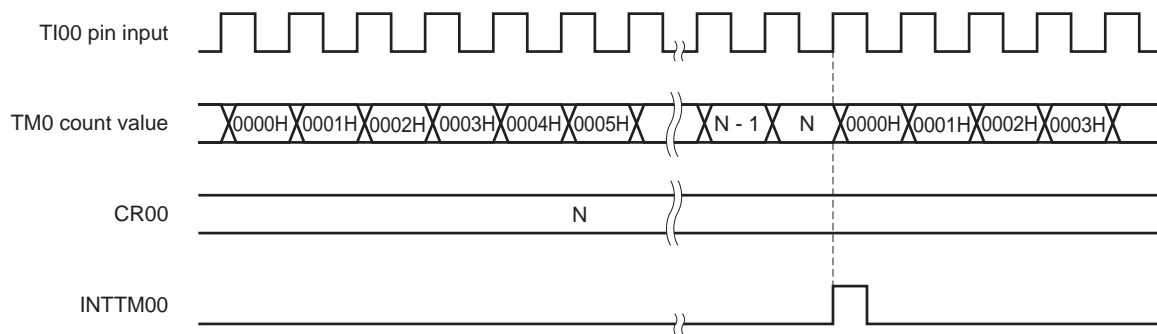 TI00 pin input
TM0 count value 0000H 0001H 0002H 0003H 0004H 0005H N - 1 N 0000H 0001H 0002H 0003H
CR00 N
INTTM00